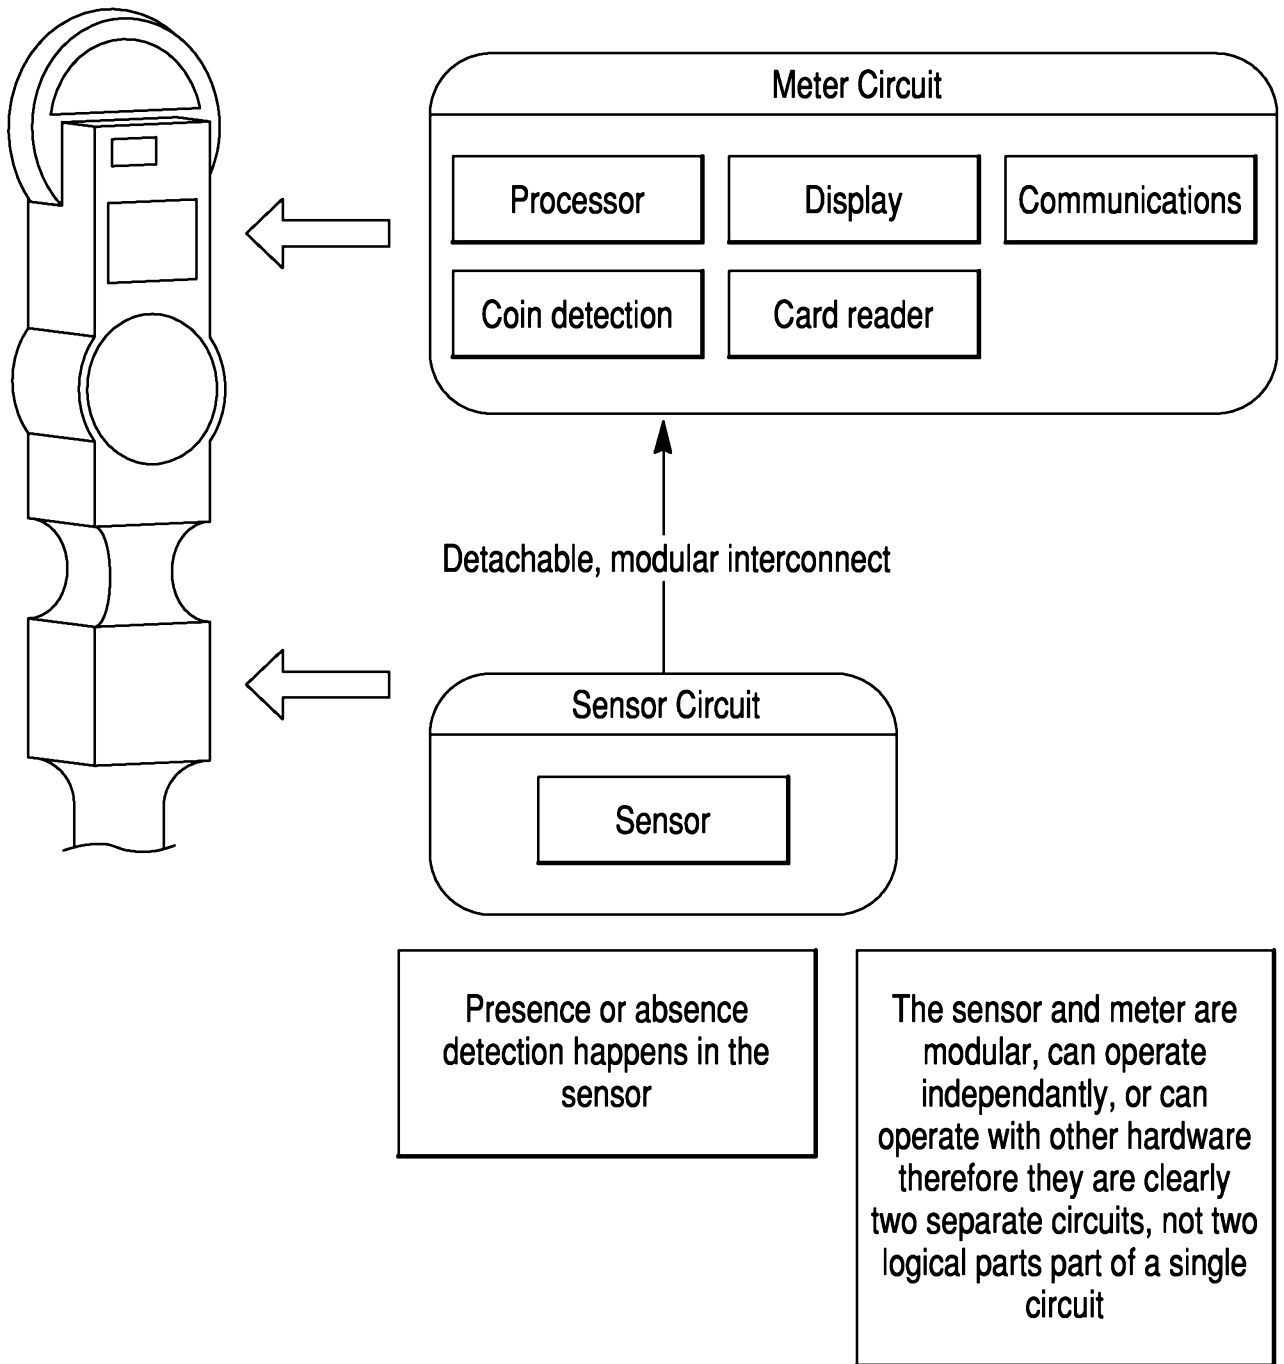 Meter Circuit
Processor
Display
Communications
Coin detection
Card reader
Detachable, modular interconnect
Sensor Circuit
Sensor
Presence or absence
detection happens in the
sensor
The sensor and meter are
modular, can operate
independantly, or can
operate with other hardware
therefore they are clearly
two separate circuits, not two
logical parts part of a single
circuit